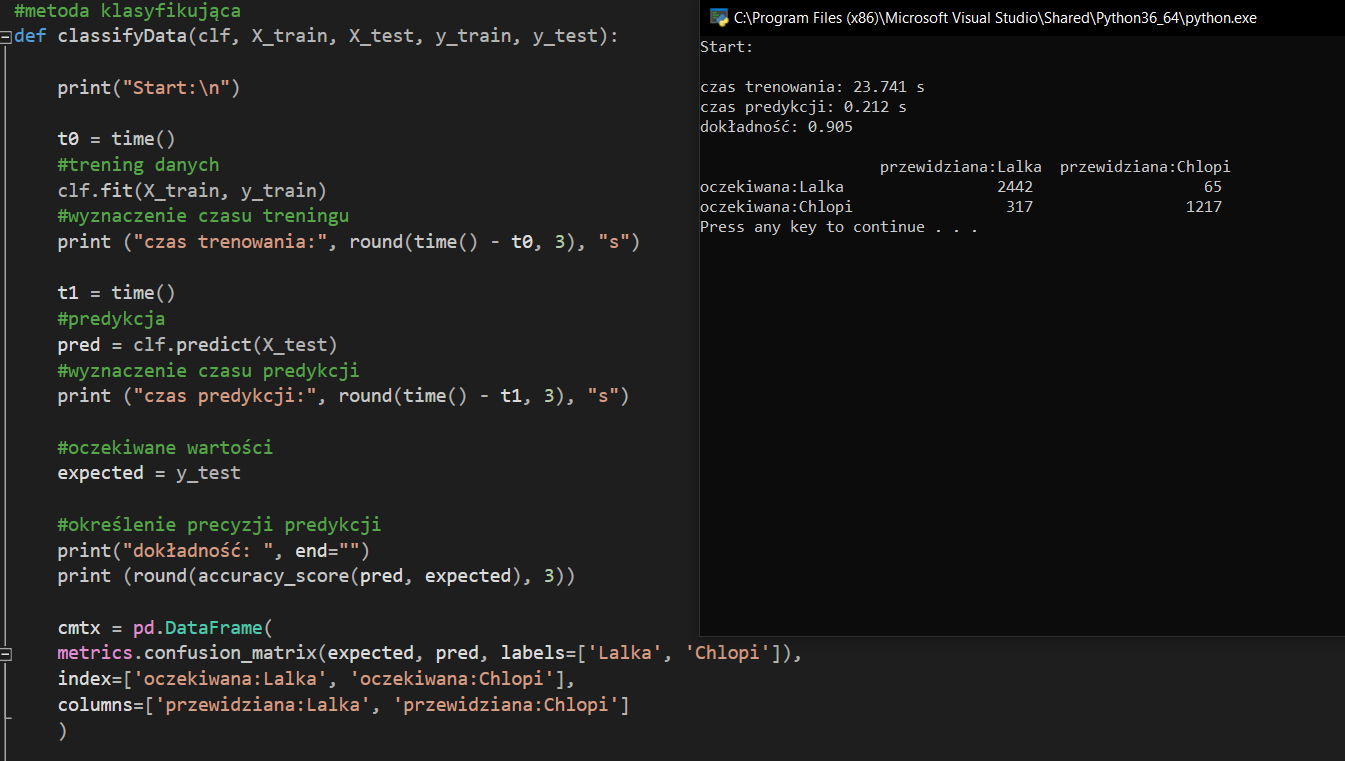 #metoda klasyfikująca
def classifyData(clf, X_train, X_test, y_train, y_test):
print("Start:\n")
t0 = time()
#trening danych
clf.fit(X_train, y_train)
#wyznaczenie czasu treningu
print ("czas trenowania:", round(time() - t0, 3), "s")
t1 = time()
#predykcja
pred = clf.predict(X_test)
#wyznaczenie czasu predykcji
print ("czas predykcji:", round(time() - t1, 3), "s")
#oczekiwane wartości
expected = y_test
#określenie precyzji predykcji
print("dokładność: ", end="")
print (round(accuracy_score(pred, expected), 3))
cmtx = pd.DataFrame(
metrics.confusion_matrix(expected, pred, labels=['Lalka', 'Chlopi']),
index=['oczekiwana:Lalka', 'oczekiwana:Chlopi'],
columns=['przewidziana:Lalka', 'przewidziana:Chlopi']
)
C:\Program Files (x86)\Microsoft Visual Studio\Shared\Python36_64\python.exe
Start:
czas trenowania: 23.741 s
czas predykcji: 0.212 s
dokładność: 0.905
przewidziana:Lalka przewidziana:Chlopi
oczekiwana:Lalka 2442 65
oczekiwana:Chlopi 317 1217
Press any key to continue . . .